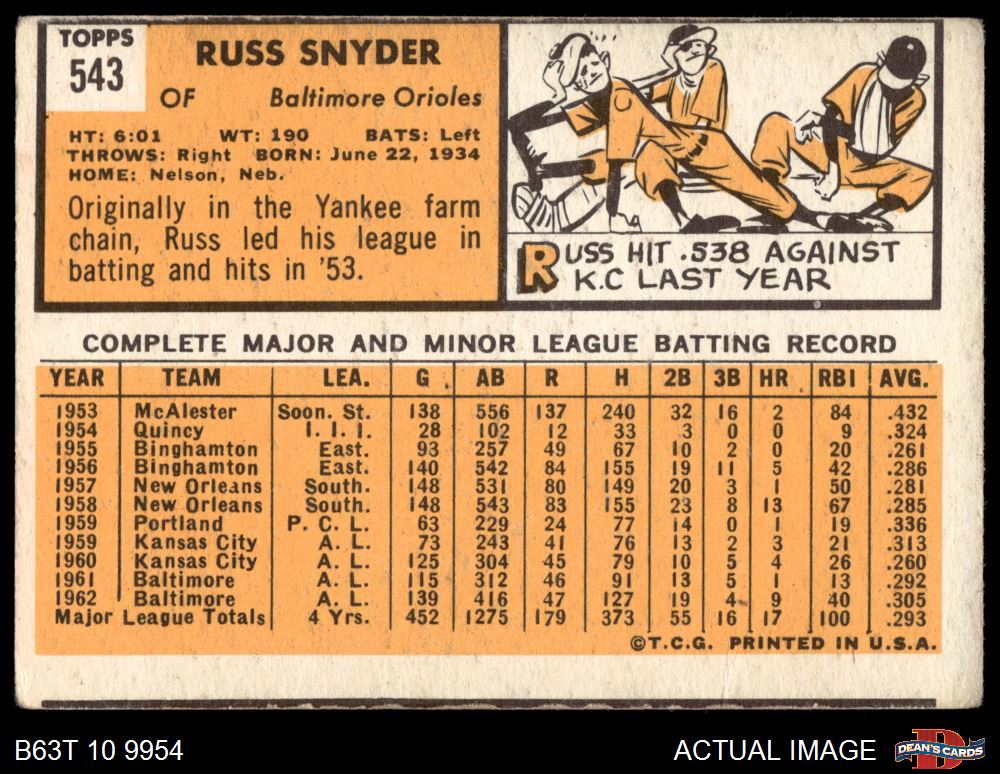 TOPPS
543
RUSS SNYDER
OF Baltimore Orioles
HT: 6:01 WT: 190 BATS: Left
THROWS: Right BORN: June 22, 1934
HOME: Nelson, Neb.
Originally in the Yankee farm
chain, Russ led his league in
batting and hits in '53.
C
RUSS HIT .538 AGAINST
K.C LAST YEAR
COMPLETE MAJOR AND MINOR LEAGUE BATTING RECORD
YEAR TEAM LEA. G. AB R H 2B 3B HR RBI AVG.
1953 McAlester Soon. St. 138 556 137 240 32 16 2 84 .432
1954 Quincy I. I. I. 28 102 12 33 3 0 0 9 .324
1955 Binghamton East. 93 257 49 67 10 2 0 20 .261
1956 Binghamton East. 140 542 84 155 19 11 5 42 .286
1957 New Orleans South. 148 531 80 149 20 3 1 50 .281
1958 New Orleans South. 148 543 83 155 23 8 13 67 .285
1959 Portland P. C. L. 63 229 24 77 14 0 1 19 .336
1959 Kansas City A. L. 73 243 41 76 13 2 3 21 .313
1960 Kansas City A. L. 125 304 45 79 10 5 4 26 .260
1961 Baltimore A. L. 115 312 46 91 13 5 1 13 .292
1962 Baltimore A. L. 139 416 47 127 19 4 9 40 .305
Major League Totals 4 Yrs. 452 1275 179 373 55 16 17 100 .293
©T.C.G. PRINTED IN U.S.A.
B63T 10 9954 ACTUAL IMAGE D DEAN'S CARDS